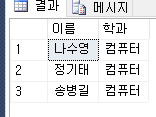 결과 메시지
이름 학과
1 나수영 컴퓨터
2 정기태 컴퓨터
3 송병길 컴퓨터